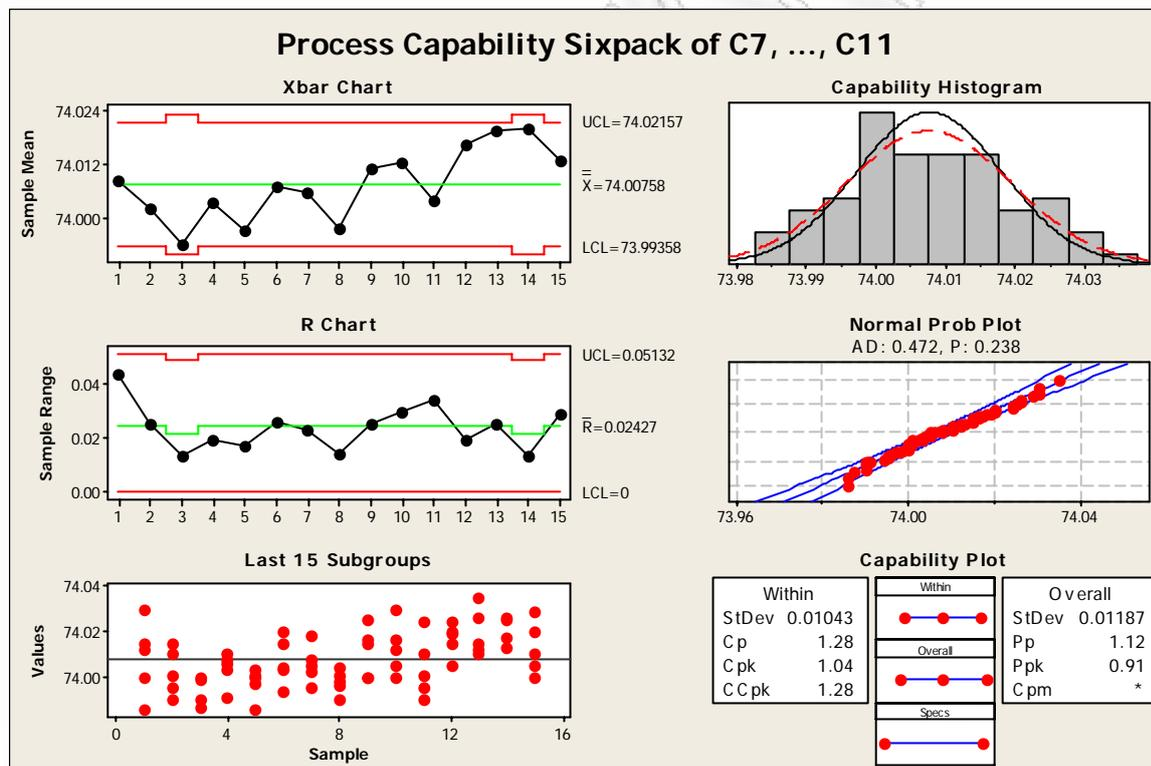 Process Capability Sixpack of C7, ..., C11
Xbar Chart
Sample Mean
74.024
74.012
74.000
1 2 3 4 5 6 7 8 9 10 11 12 13 14 15
UCL=74.02157
X=74.00758
LCL=73.99358
Capability Histogram
73.98 73.99 74.00 74.01 74.02 74.03
R Chart
Sample Range
0.04
0.02
0.00
1 2 3 4 5 6 7 8 9 10 11 12 13 14 15
UCL=0.05132
R=0.02427
LCL=0
Normal Prob Plot
AD: 0.472, P: 0.238
73.96 74.00 74.04
Last 15 Subgroups
Values
74.04
74.02
74.00
0 4 8 12 16
Sample
Capability Plot
Within
StDev 0.01043
Cp 1.28
Cpk 1.04
CCpk 1.28
Within
Overall
Specs
Overall
StDev 0.01187
Pp 1.12
Ppk 0.91
Cpm *